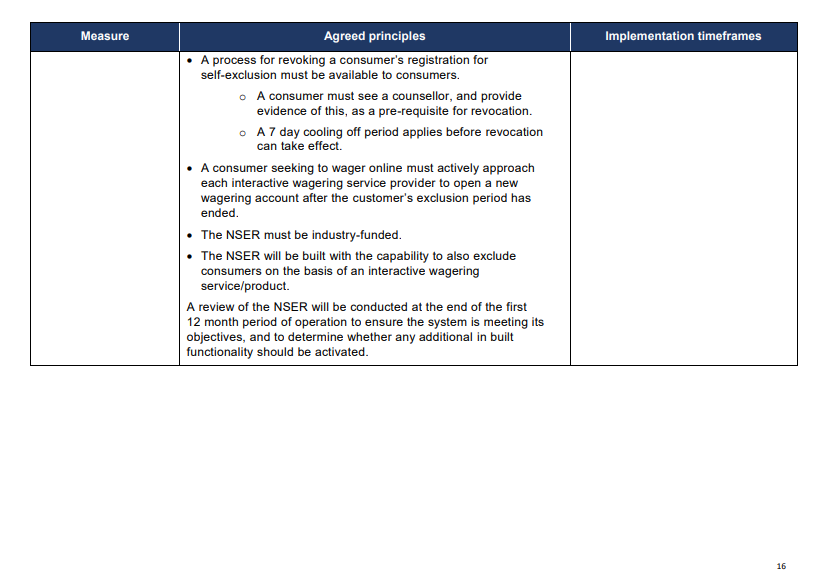 Measure Agreed principles Implementation timeframes
• A process for revoking a consumer's registration for
self-exclusion must be available to consumers.
o A consumer must see a counsellor, and provide
evidence of this, as a pre-requisite for revocation.
o A 7 day cooling off period applies before revocation
can take effect.
• A consumer seeking to wager online must actively approach
each interactive wagering service provider to open a new
wagering account after the customer's exclusion period has
ended.
• The NSER must be industry-funded.
• The NSER will be built with the capability to also exclude
consumers on the basis of an interactive wagering
service/product.
A review of the NSER will be conducted at the end of the first
12 month period of operation to ensure the system is meeting its
objectives, and to determine whether any additional in built
functionality should be activated.
16